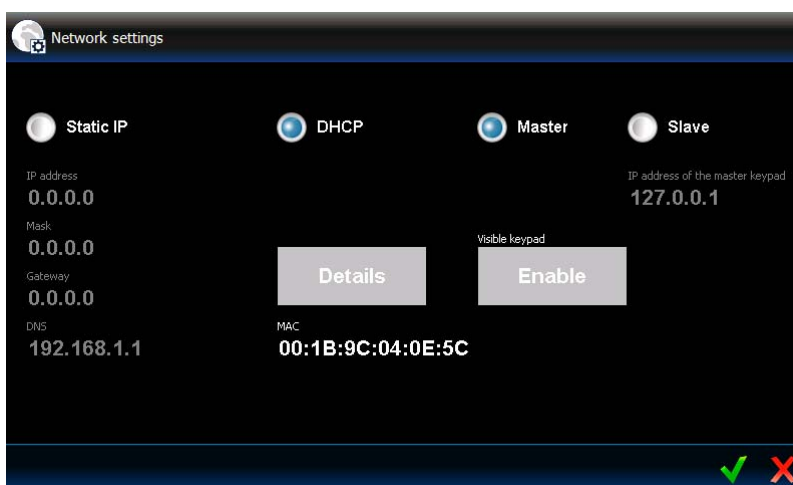 Network settings
Static IP
DHCP
Master
Slave
IP address
0.0.0.0
IP address of the master keypad
127.0.0.1
Mask
0.0.0.0
Visible keypad
Gateway
0.0.0.0
Details
Enable
DNS
192.168.1.1
MAC
00:1B:9C:04:0E:5C